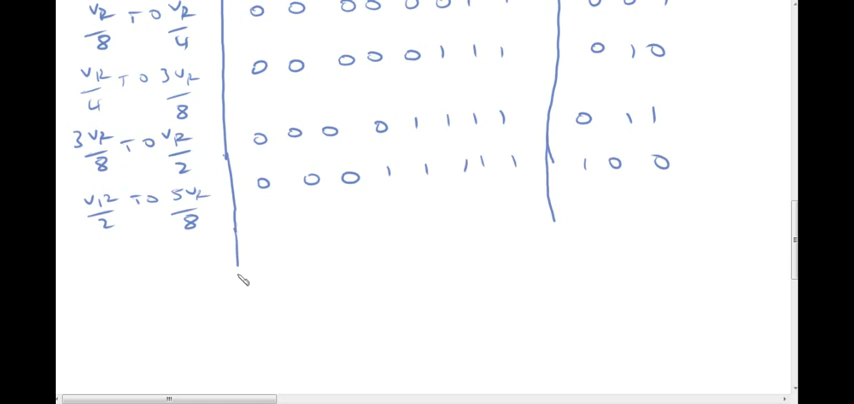 VR/8 TO VR/4 0 0 0 0 0 0 1 1 0 0 1
VR/4 TO 3VR/8 0 0 0 0 0 1 1 1 0 1 0
3VR/8 TO VR/2 0 0 0 0 1 1 1 1 0 1 1
VR/2 TO 5VR/8 0 0 0 1 1 1 1 1 1 0 0